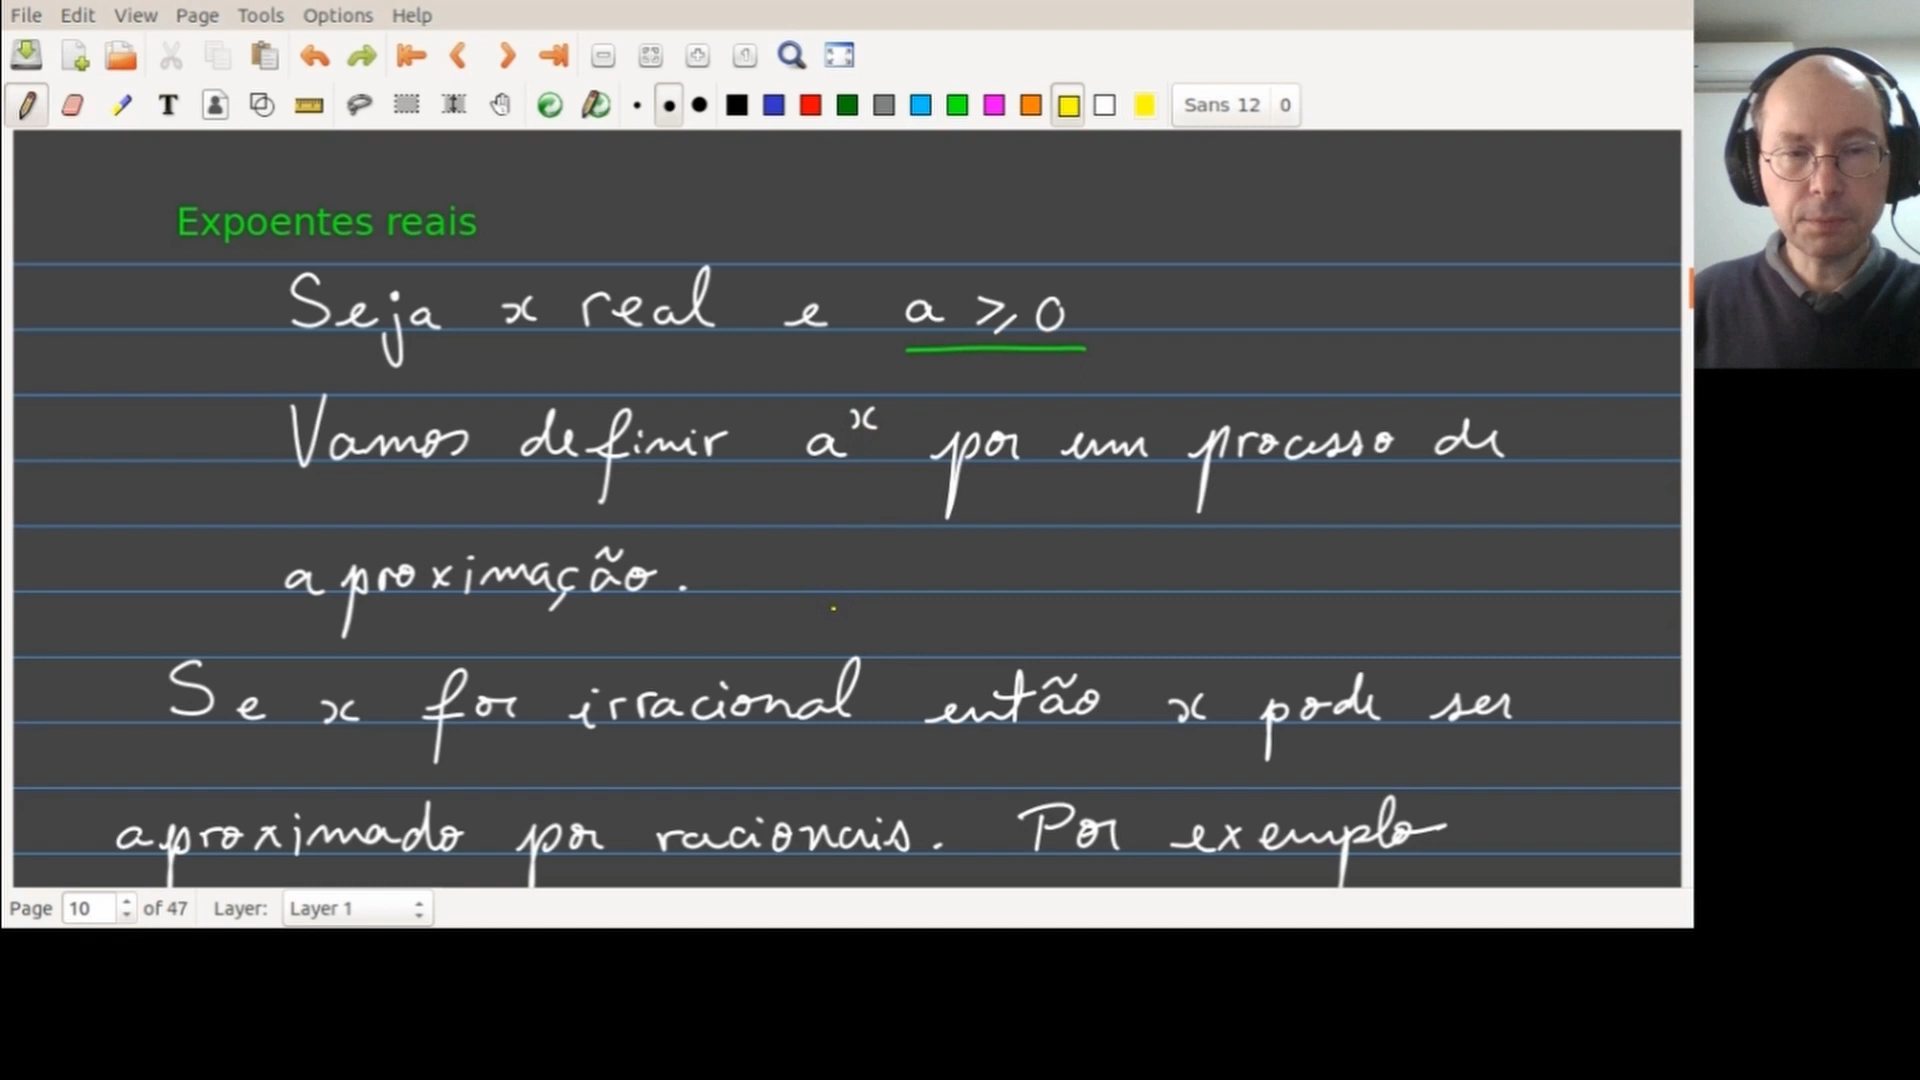 File Edit View Page Tools Options Help
T Sans 12 0
Expoentes reais
Seja x real e a ⩾ 0
Vamos definir aˣ por um processo de
aproximação.
Se x for irracional então x pode ser
aproximado por racionais. Por exemplo
Page 10 of 47 Layer: Layer 1